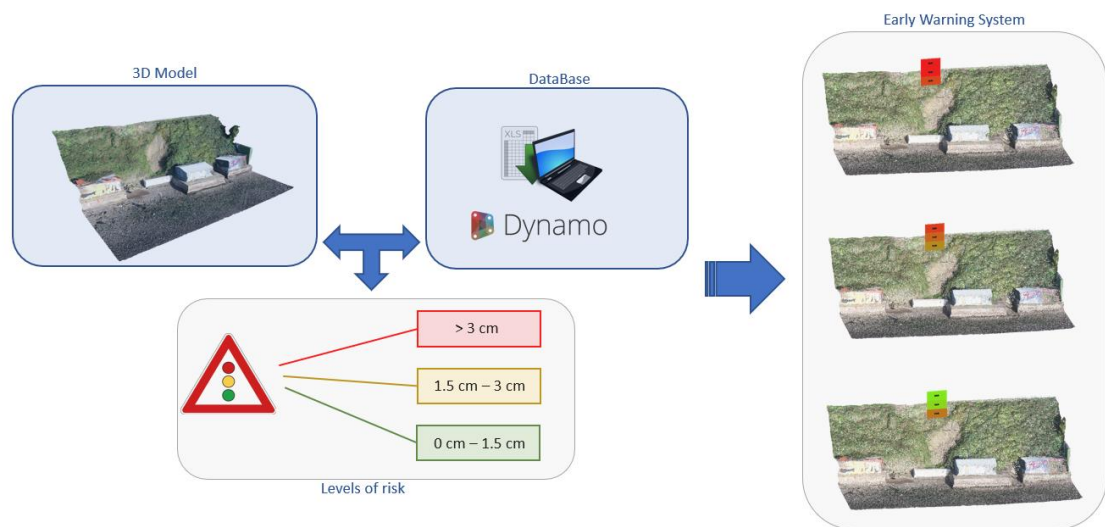 Early Warning System
3D Model
DataBase
XLS
Dynamo
> 3 cm
1.5 cm – 3 cm
0 cm – 1.5 cm
Levels of risk